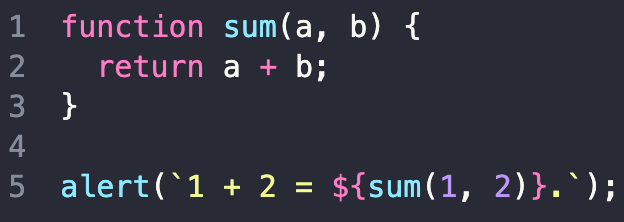 1 function sum(a, b) {
2   return a + b;
3 }
4
5 alert(`1 + 2 = ${sum(1, 2)}.`);